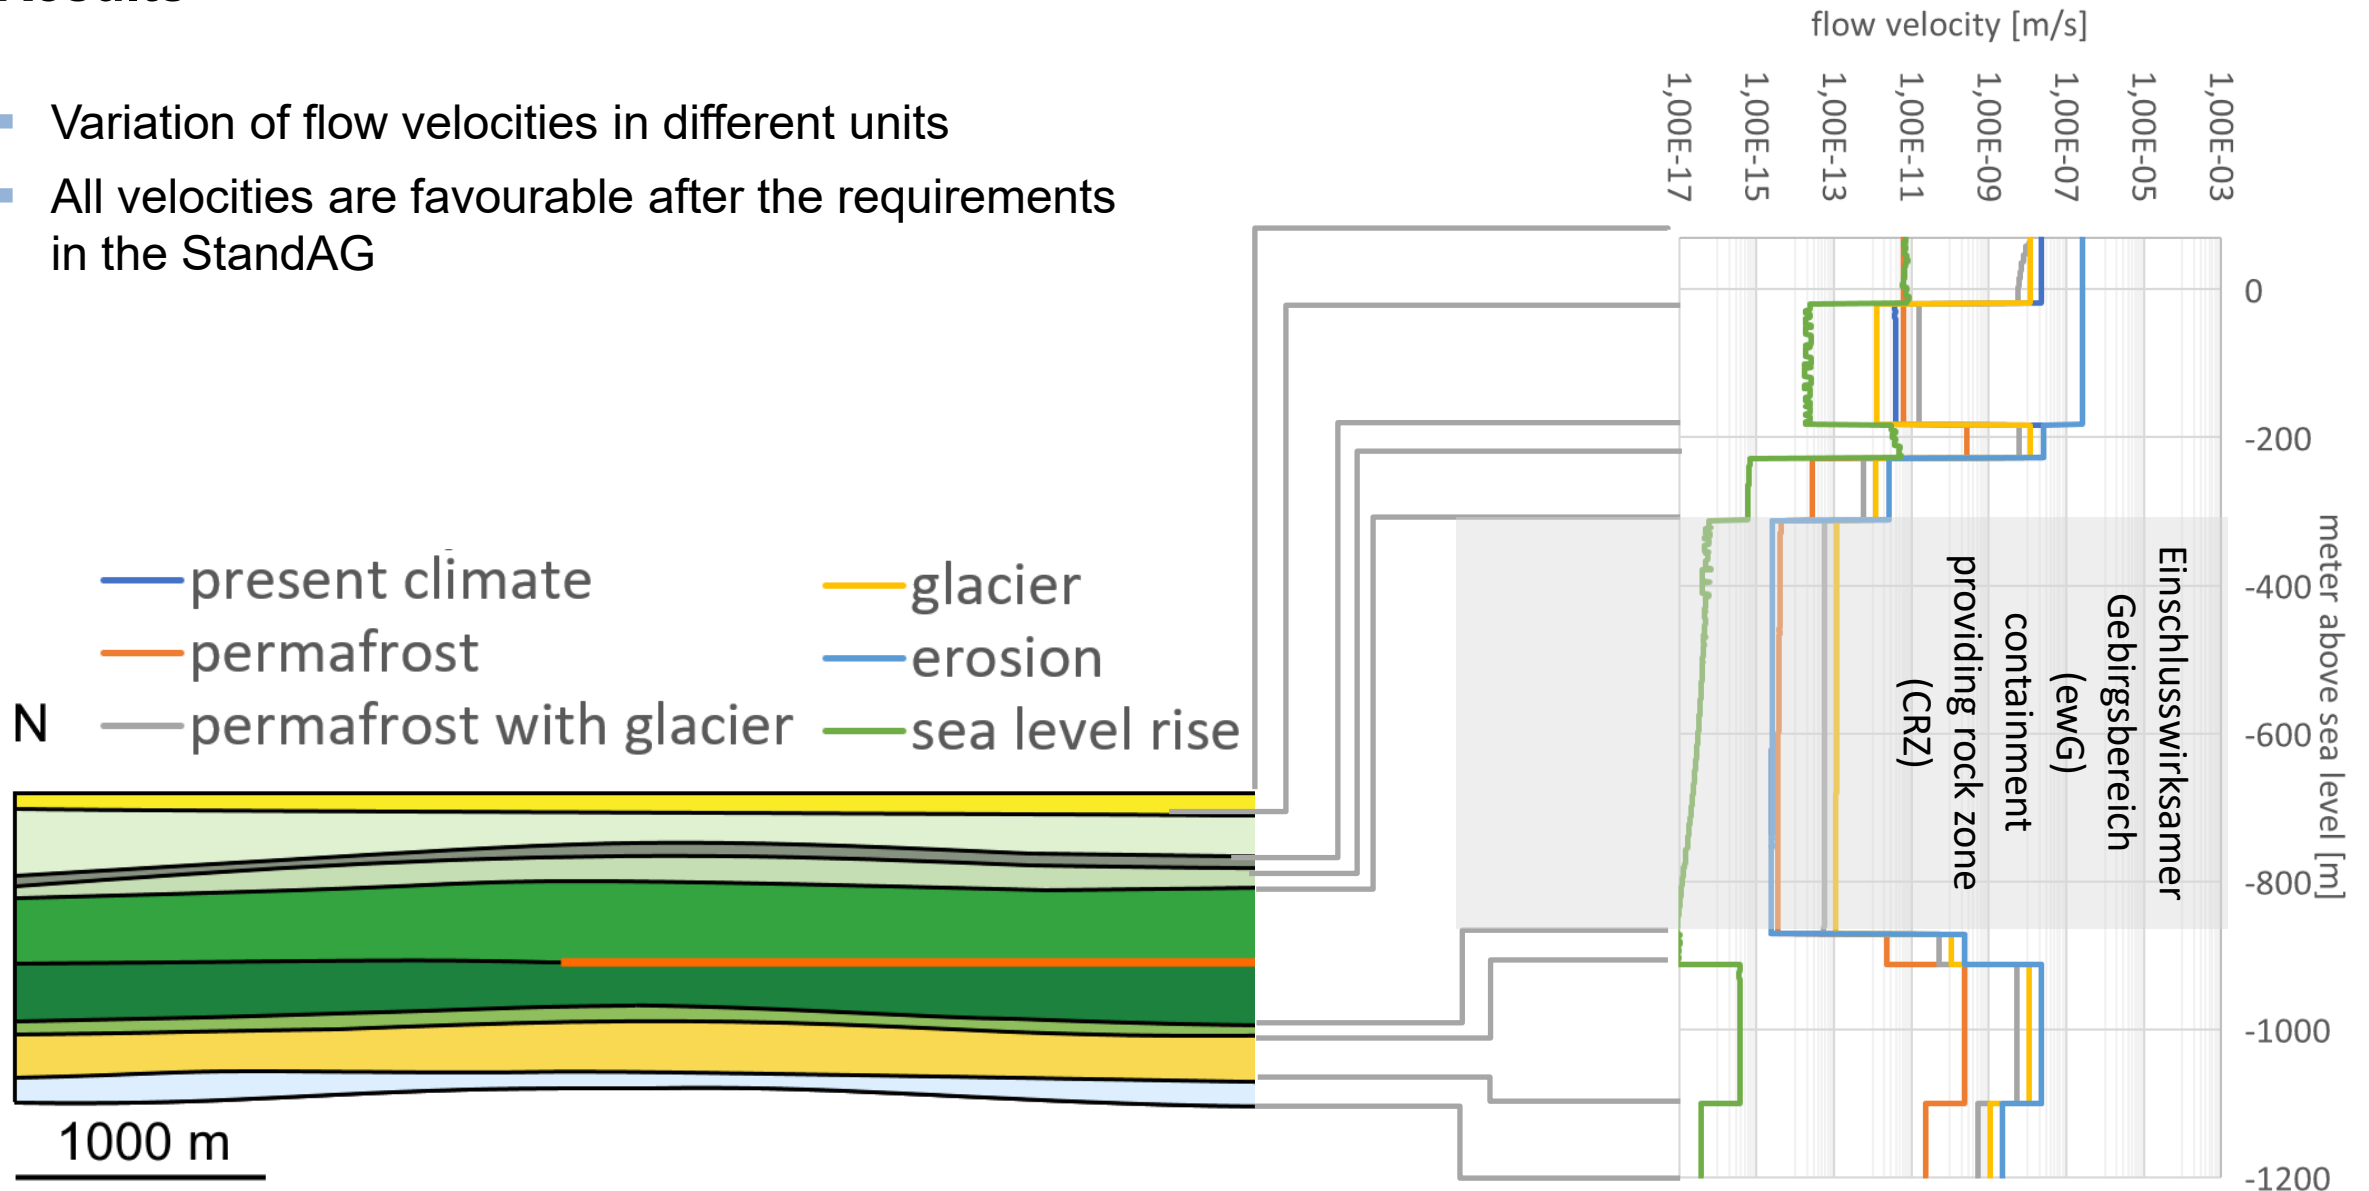 Variation of flow velocities in different units
All velocities are favourable after the requirements
in the StandAG
present climate
permafrost
permafrost with glacier
glacier
erosion
sea level rise
N
1000 m
flow velocity [m/s]
1,00E-17
1,00E-15
1,00E-13
1,00E-11
1,00E-09
1,00E-07
1,00E-05
1,00E-03
0
-200
-400
-600
-800
-1000
-1200
meter above sea level [m]
Einschlusswirksamer
Gebirgsbereich
(ewG)
containment
providing rock zone
(CRZ)